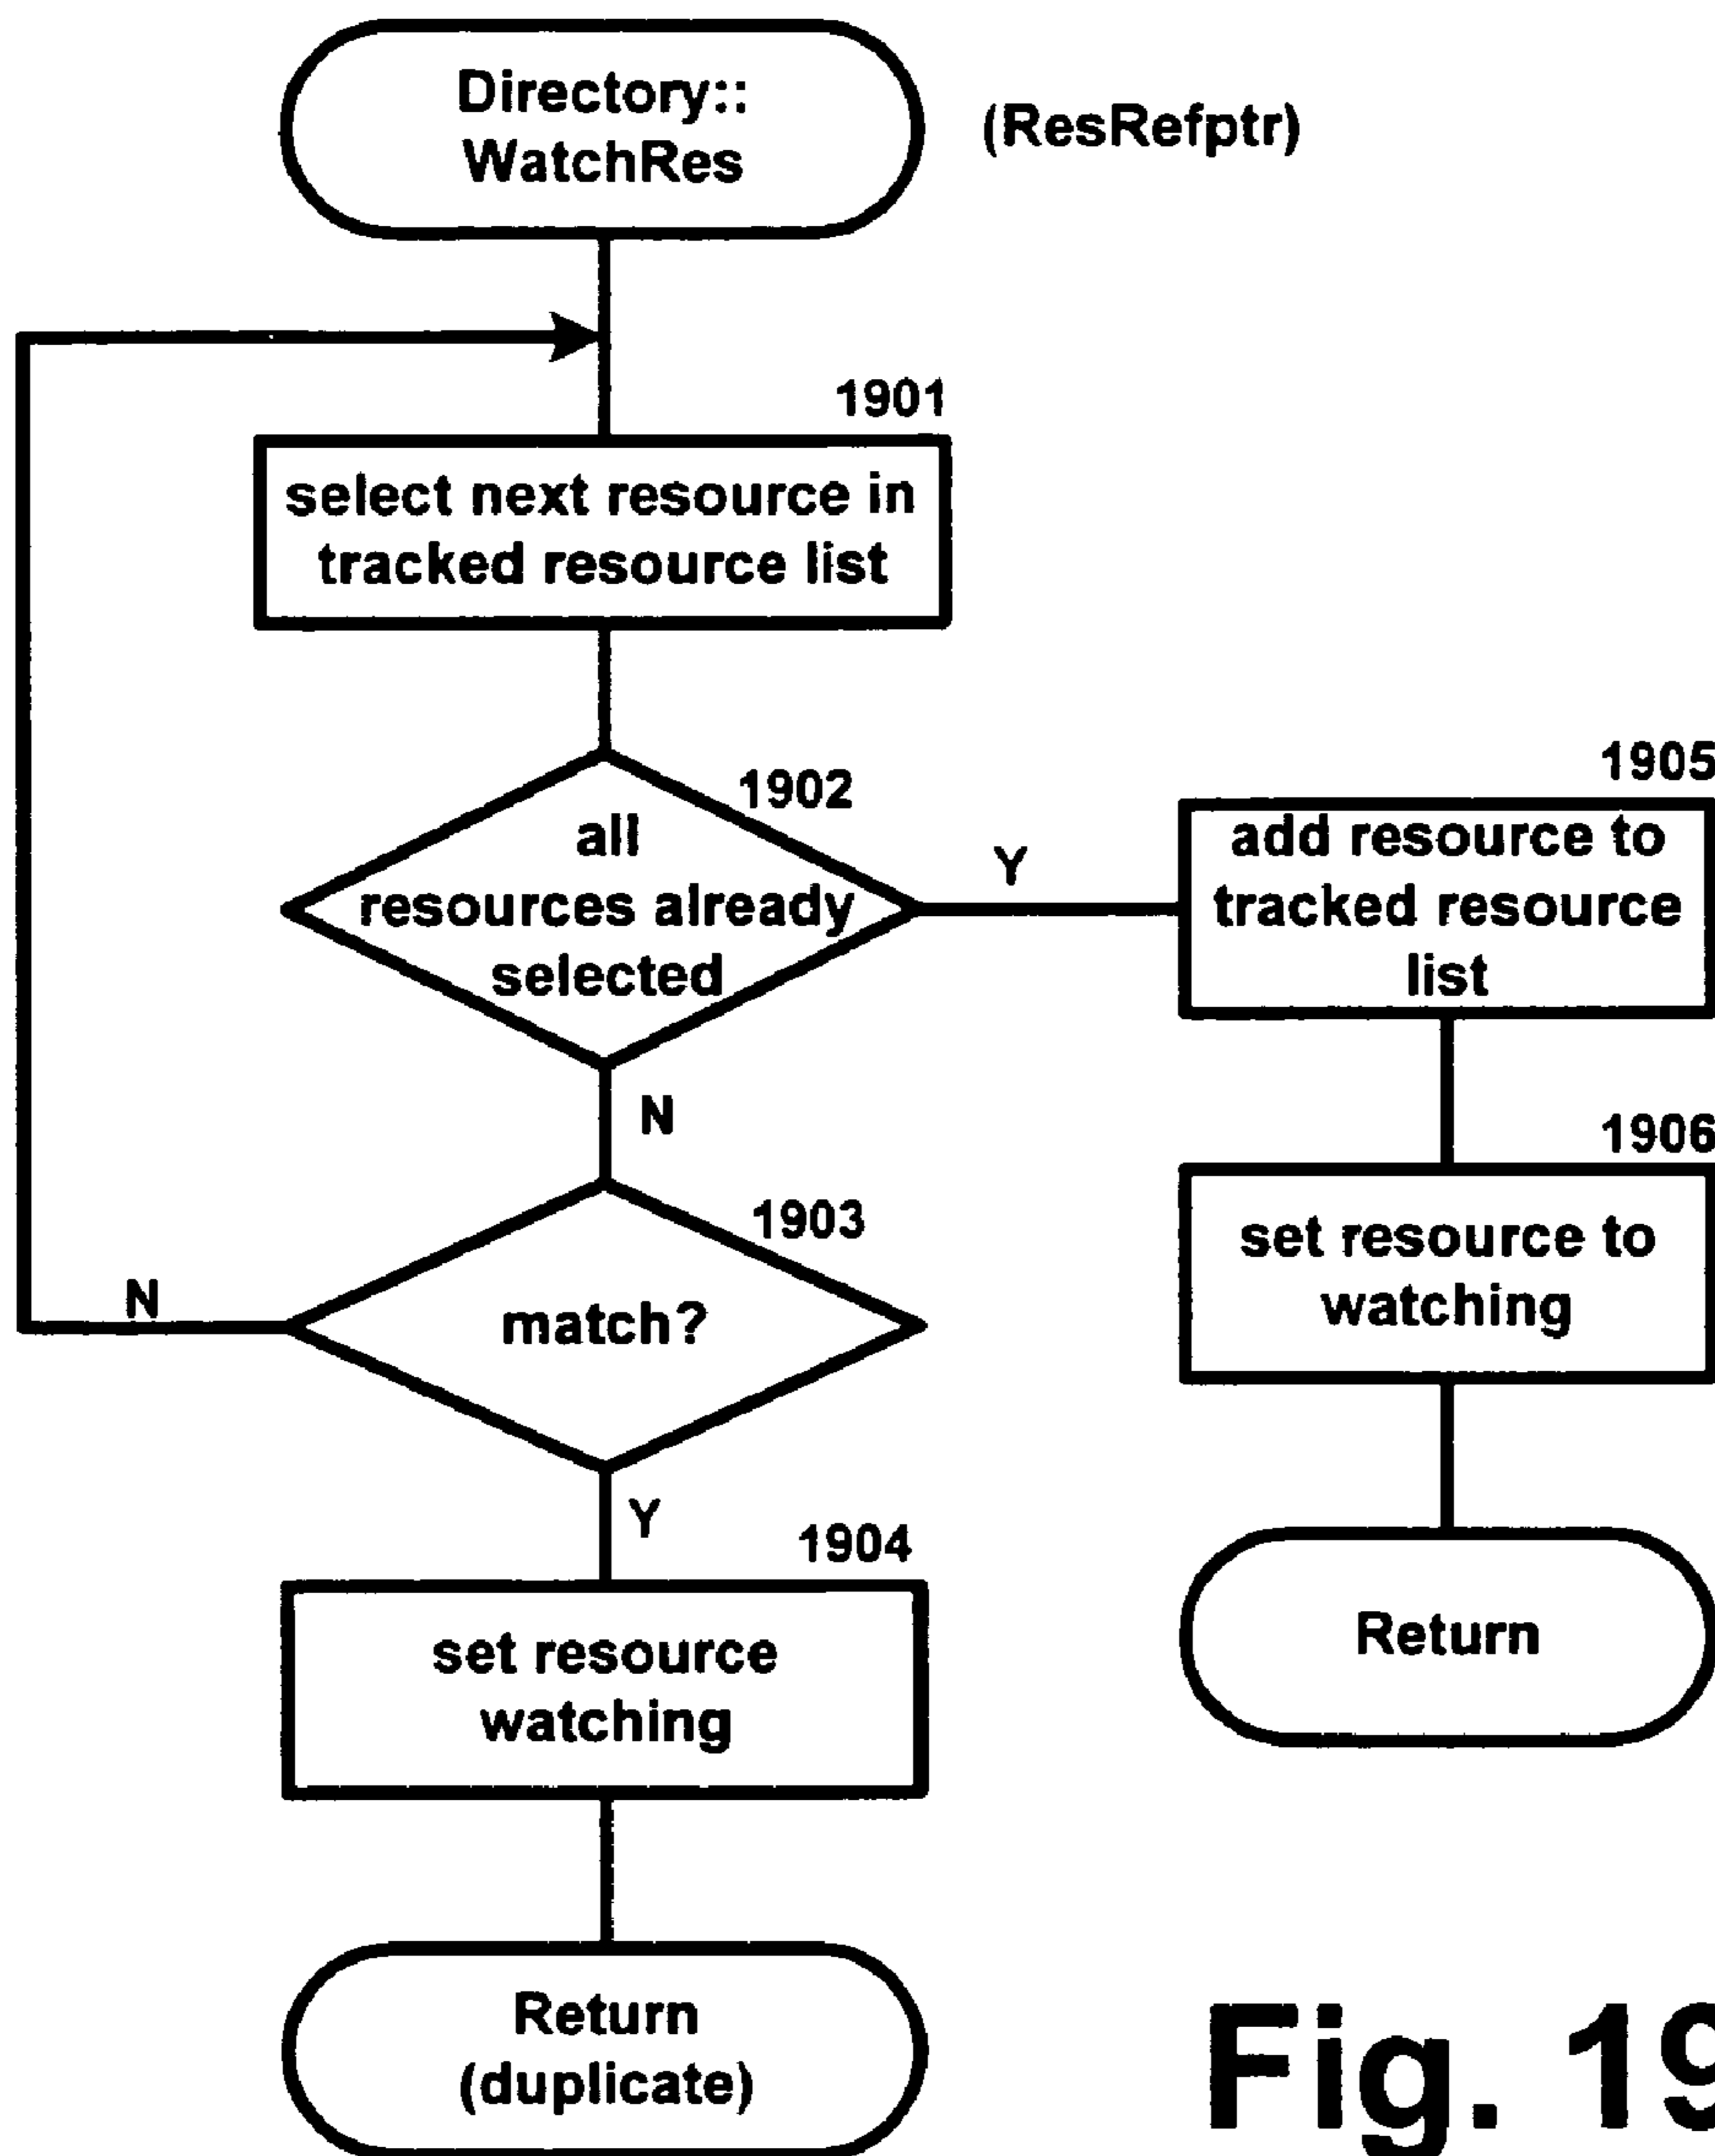 Directory::
WatchRes
(ResRefptr)
1901
select next resource in
tracked resource list
1902
all
resources already
selected
Y
1905
add resource to
tracked resource
list
N
1903
match?
N
1906
set resource to
watching
Y
1904
set resource
watching
Return
Return
(duplicate)
Fig. 19